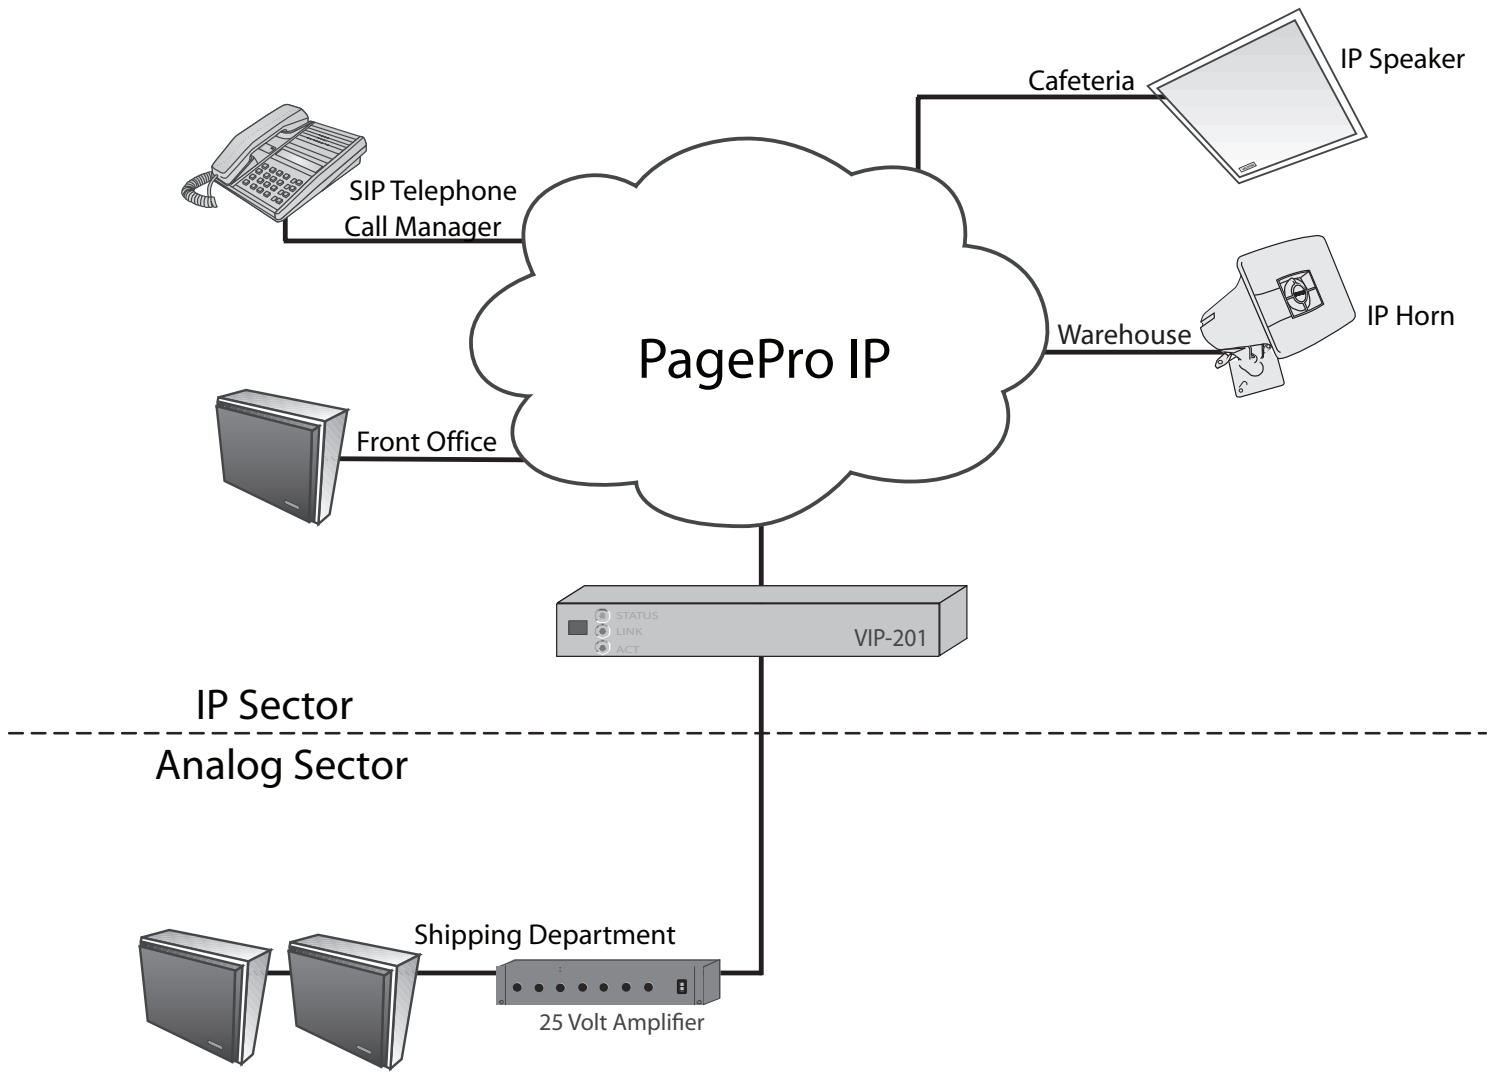 Cafeteria
IP Speaker
SIP Telephone
Call Manager
PagePro IP
Warehouse
IP Horn
Front Office
STATUS
LINK
ACT
VIP-201
IP Sector
Analog Sector
Shipping Department
25 Volt Amplifier